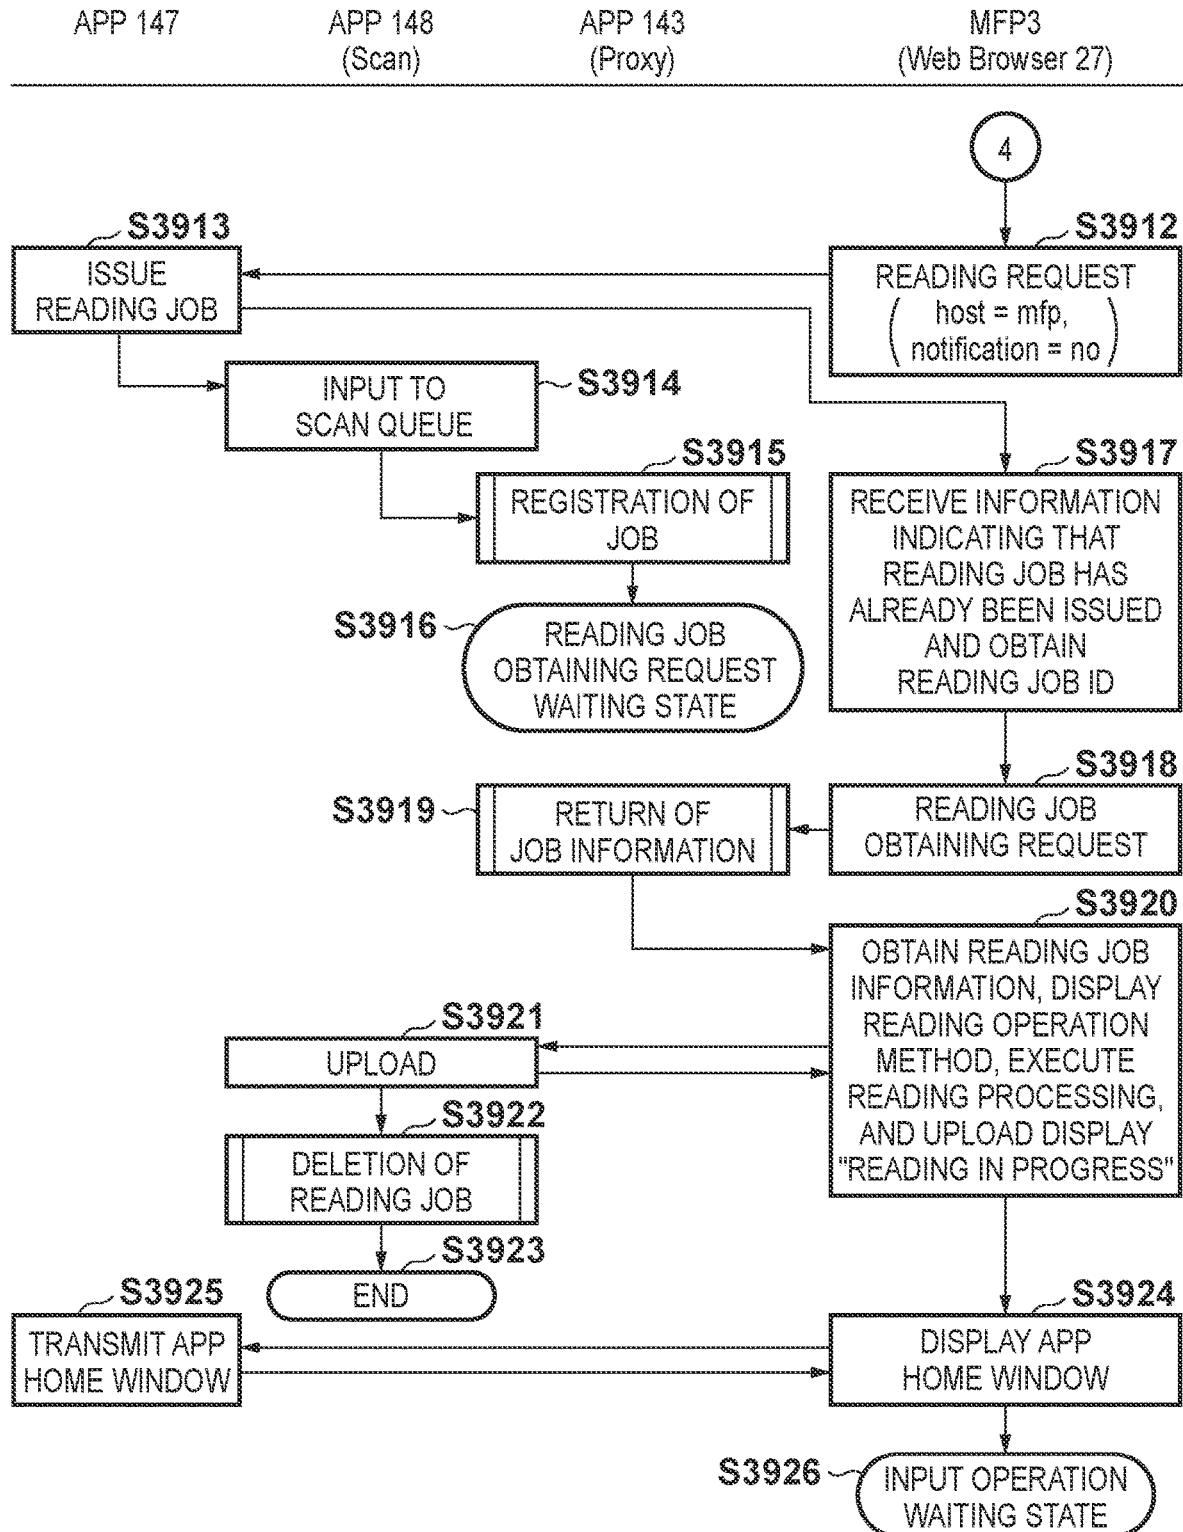 APP 147
APP 148
(Scan)
APP 143
(Proxy)
MFP3
(Web Browser 27)
4
S3912
READING REQUEST
(host = mfp,
notification = no)
S3913
ISSUE
READING JOB
S3914
INPUT TO
SCAN QUEUE
S3915
REGISTRATION OF
JOB
S3916
READING JOB
OBTAINING REQUEST
WAITING STATE
S3917
RECEIVE INFORMATION
INDICATING THAT
READING JOB HAS
ALREADY BEEN ISSUED
AND OBTAIN
READING JOB ID
S3918
READING JOB
OBTAINING REQUEST
S3919
RETURN OF
JOB INFORMATION
S3920
OBTAIN READING JOB
INFORMATION, DISPLAY
READING OPERATION
METHOD, EXECUTE
READING PROCESSING,
AND UPLOAD DISPLAY
"READING IN PROGRESS"
S3921
UPLOAD
S3922
DELETION OF
READING JOB
S3923
END
S3924
DISPLAY APP
HOME WINDOW
S3925
TRANSMIT APP
HOME WINDOW
S3926
INPUT OPERATION
WAITING STATE